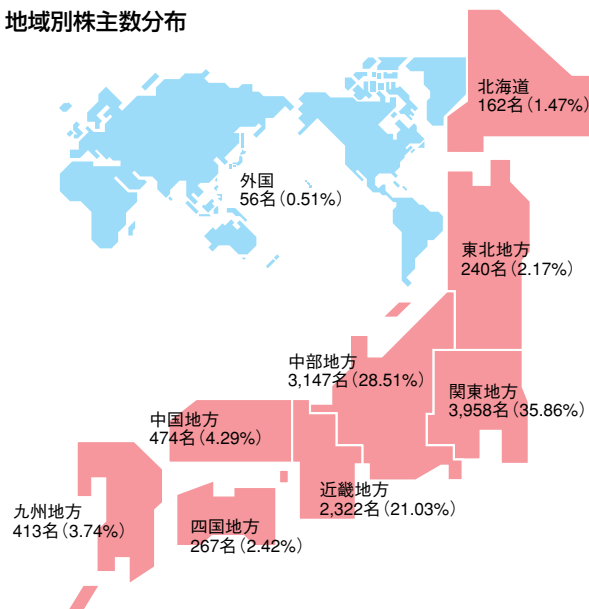 地域別株主数分布
北海道
162名(1.47%)
外国
56名(0.51%)
東北地方
240名(2.17%)
中部地方
3,147名(28.51%)
関東地方
3,958名(35.86%)
中国地方
474名(4.29%)
近畿地方
2,322名(21.03%)
九州地方
413名(3.74%)
四国地方
267名(2.42%)